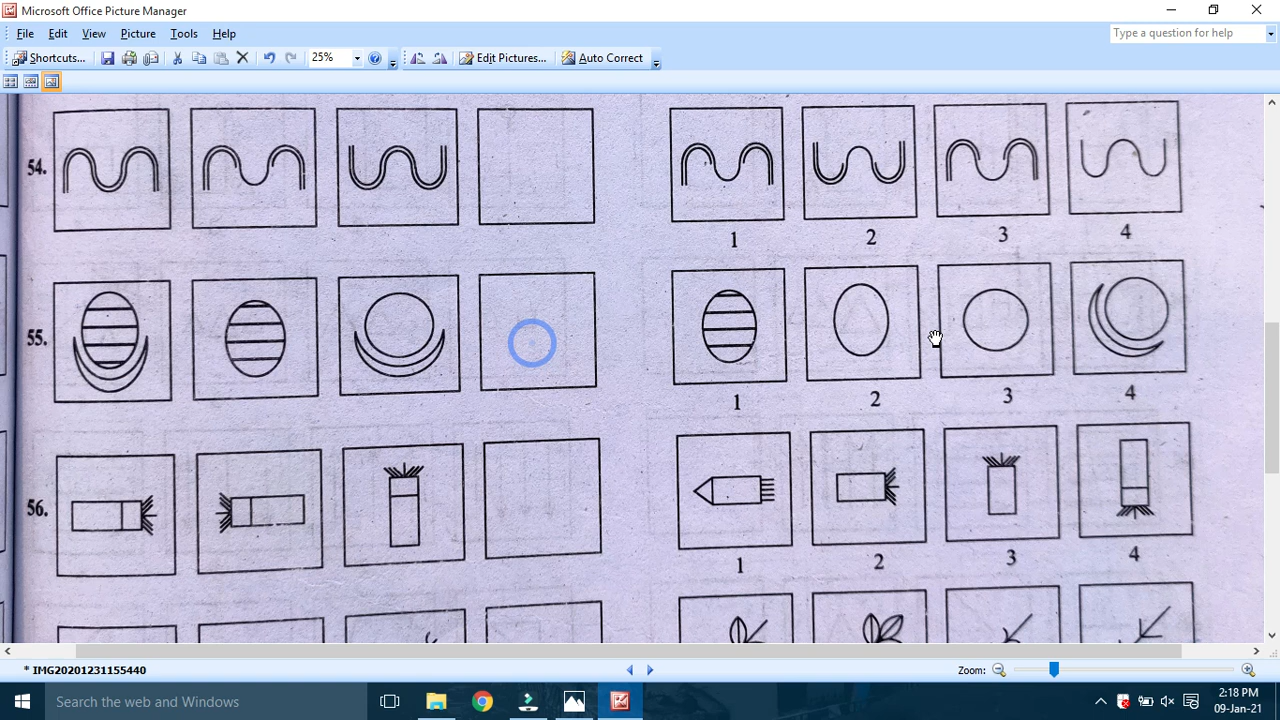 Microsoft Office Picture Manager
File Edit View Picture Tools Help
Type a question for help
Shortcuts... 25% Edit Pictures... Auto Correct
54.
1 2 3 4
55.
1 2 3 4
56.
1 2 3 4
* IMG20201231155440
Zoom:
Search the web and Windows
2:18 PM
09-Jan-21